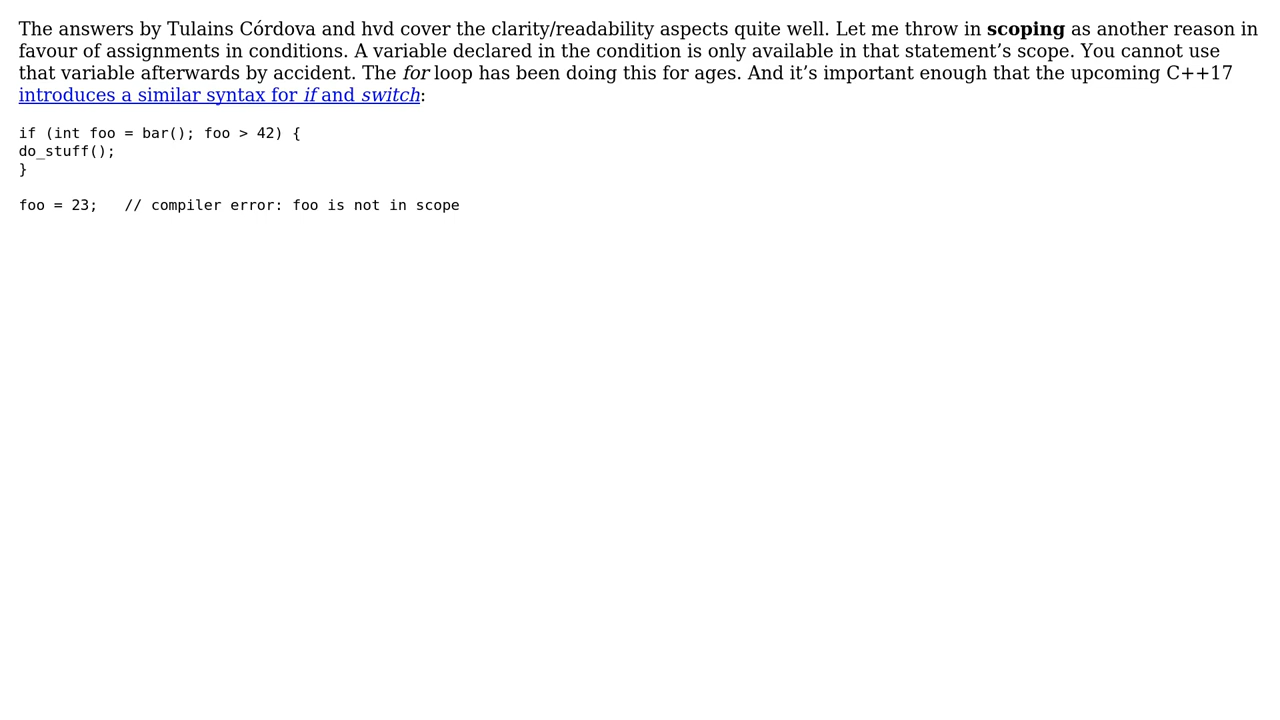 The answers by Tulains Córdova and hvd cover the clarity/readability aspects quite well. Let me throw in scoping as another reason in
favour of assignments in conditions. A variable declared in the condition is only available in that statement’s scope. You cannot use
that variable afterwards by accident. The for loop has been doing this for ages. And it’s important enough that the upcoming C++17
introduces a similar syntax for if and switch:
if (int foo = bar(); foo > 42) {
do_stuff();
}
foo = 23;   // compiler error: foo is not in scope